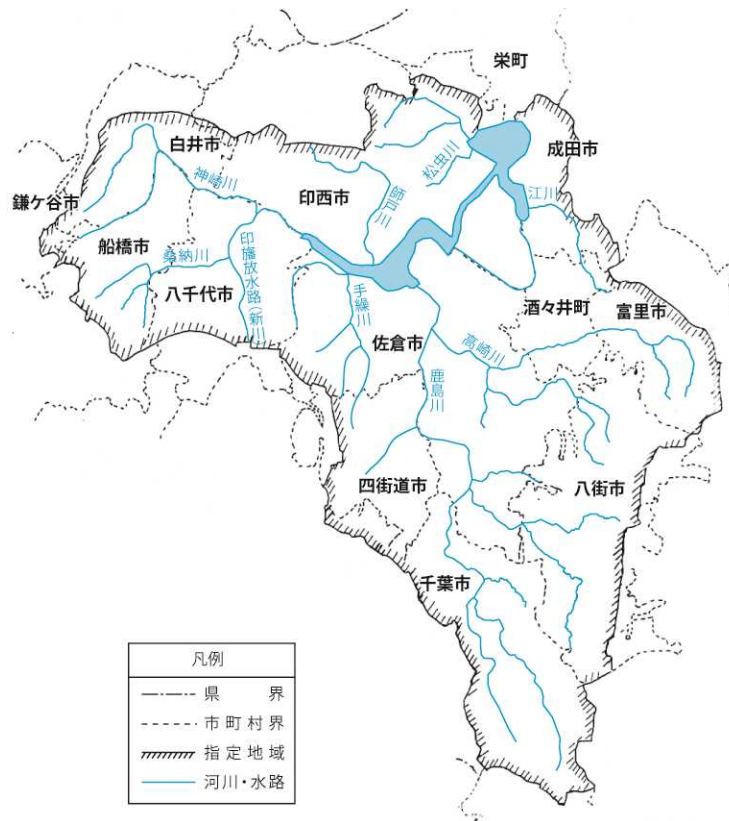 栄町
白井市
成田市
松虫川
神崎川
印西市
師戸川
江川
鎌ケ谷市
船橋市
桑納川
印旛放水路(新川)
八千代市
手繰川
酒々井町
富里市
佐倉市
高崎川
鹿島川
四街道市
八街市
千葉市
凡例
県界
市町村界
指定地域
河川・水路